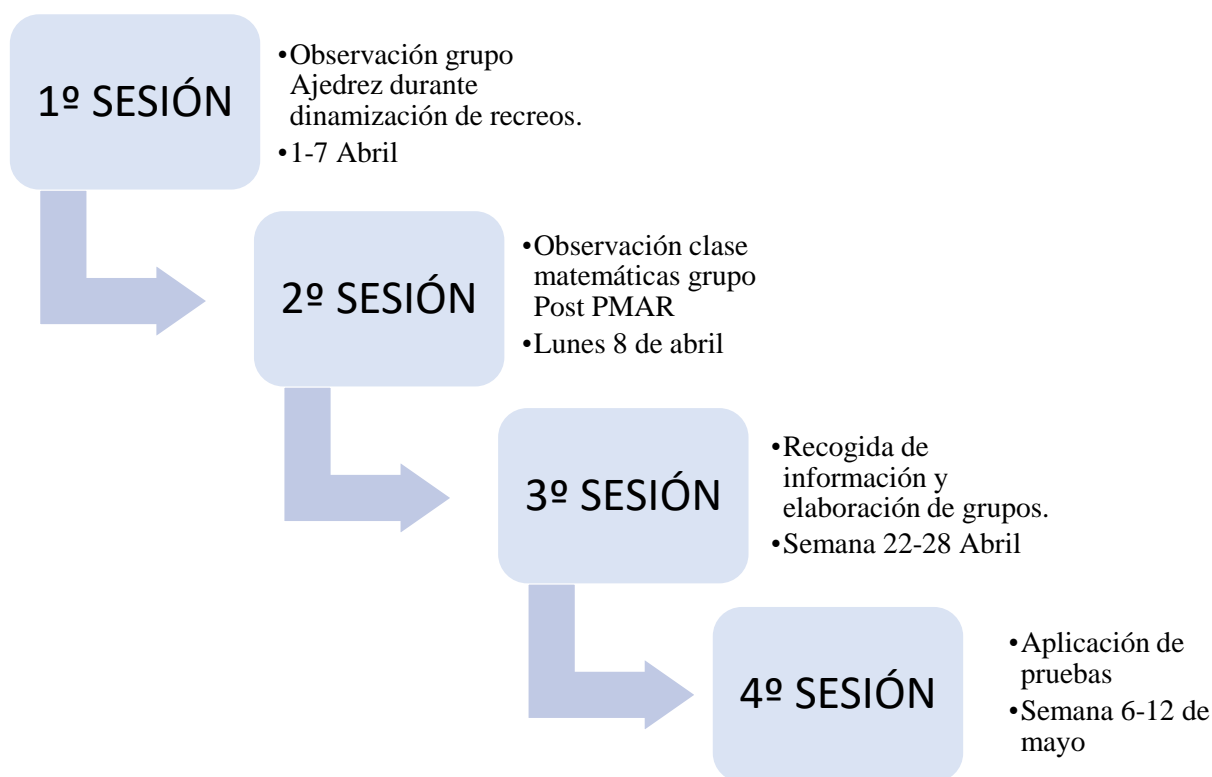 1º SESIÓN
•Observación grupo
Ajedrez durante
dinamización de recreos.
•1-7 Abril
2º SESIÓN
•Observación clase
matemáticas grupo
Post PMAR
•Lunes 8 de abril
3º SESIÓN
•Recogida de
información y
elaboración de grupos.
•Semana 22-28 Abril
4º SESIÓN
•Aplicación de
pruebas
•Semana 6-12 de
mayo